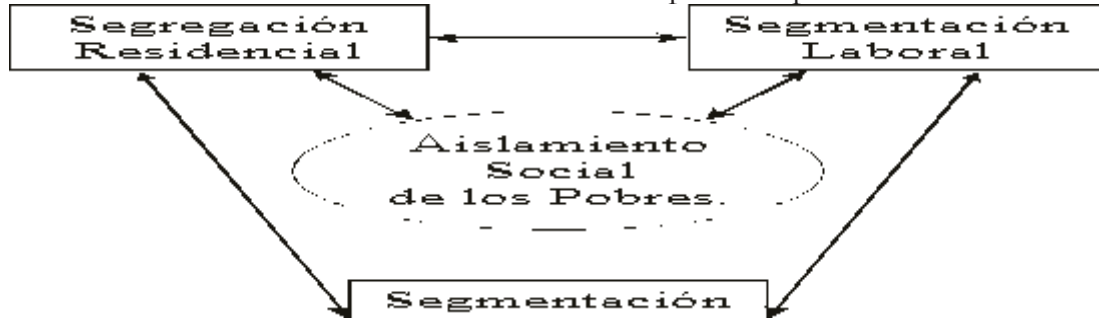 Segregación
Residencial
Segmentación
Laboral
Aislamiento
Social
de los Pobres.
Segmentación